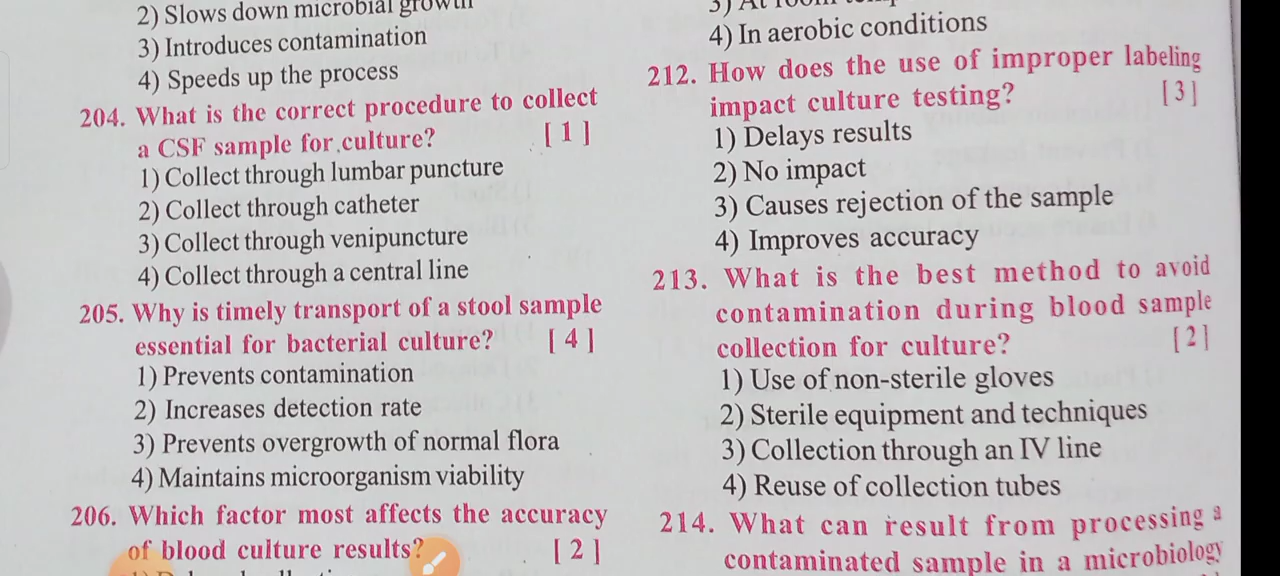 2) Slows down microbial growth
3) Introduces contamination
4) Speeds up the process
204. What is the correct procedure to collect
a CSF sample for culture? [ 1 ]
1) Collect through lumbar puncture
2) Collect through catheter
3) Collect through venipuncture
4) Collect through a central line
205. Why is timely transport of a stool sample
essential for bacterial culture? [ 4 ]
1) Prevents contamination
2) Increases detection rate
3) Prevents overgrowth of normal flora
4) Maintains microorganism viability
206. Which factor most affects the accuracy
of blood culture results? [ 2 ]
3) At room
4) In aerobic conditions
212. How does the use of improper labeling
impact culture testing? [3]
1) Delays results
2) No impact
3) Causes rejection of the sample
4) Improves accuracy
213. What is the best method to avoid
contamination during blood sample
collection for culture? [2]
1) Use of non-sterile gloves
2) Sterile equipment and techniques
3) Collection through an IV line
4) Reuse of collection tubes
214. What can result from processing a
contaminated sample in a microbiology